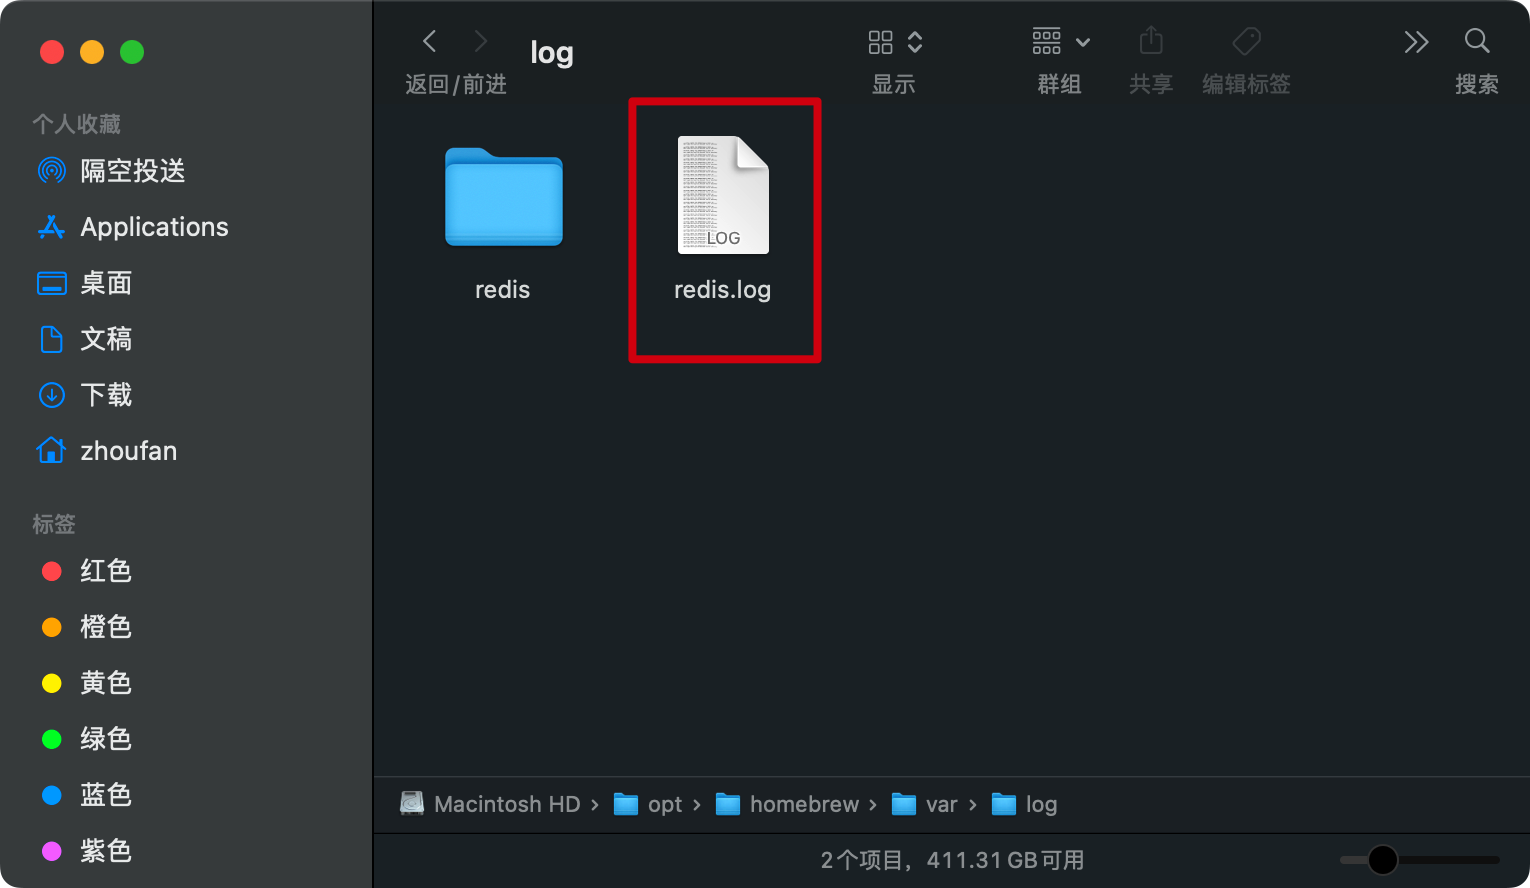 log
返回/前进
显示
群组
共享
编辑标签
搜索
个人收藏
隔空投送
Applications
桌面
文稿
下载
zhoufan
标签
红色
橙色
黄色
绿色
蓝色
紫色
redis
LOG
redis.log
Macintosh HD › opt › homebrew › var › log
2个项目，411.31 GB可用